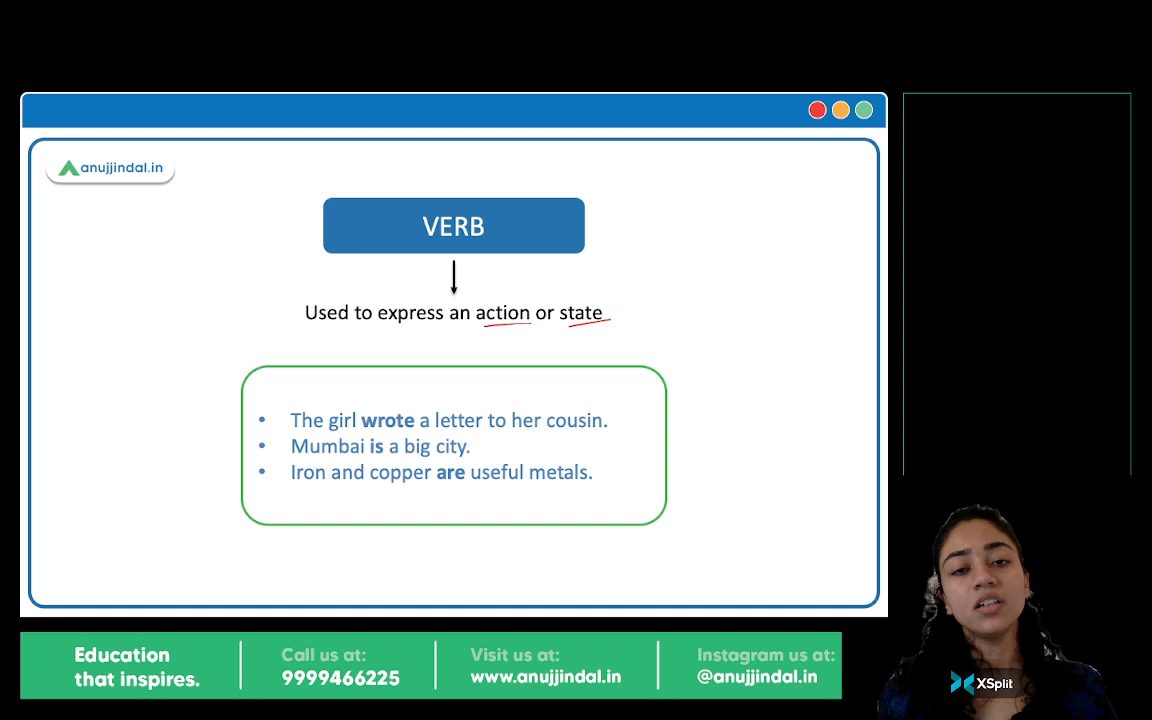 anujjindal.in
VERB
Used to express an action or state
• The girl wrote a letter to her cousin.
• Mumbai is a big city.
• Iron and copper are useful metals.
Education
that inspires.
Call us at:
9999466225
Visit us at:
www.anujjindal.in
Instagram us at:
@anujjindal.in
XSplit